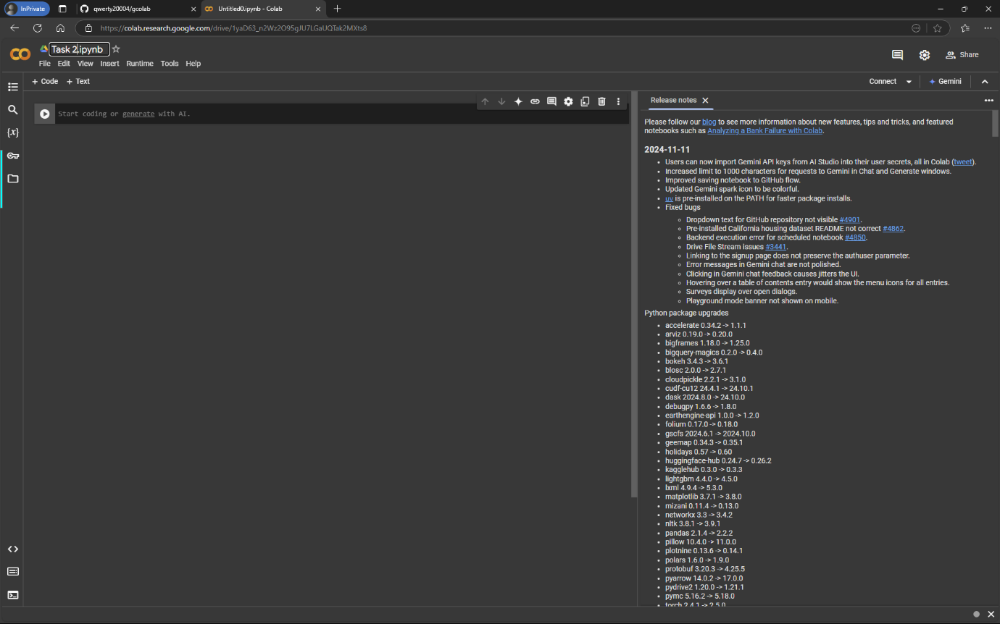 InPrivate
qwerty20004/gcolab
Untitled0.ipynb - Colab
https://colab.research.google.com/drive/1yaD63_n2Wz2O95gJU7LGaUQTak2MXts8
Task 2.ipynb
File Edit View Insert Runtime Tools Help
Share
+ Code + Text
Connect
Gemini
Start coding or generate with AI.
Release notes
Please follow our blog to see more information about new features, tips and tricks, and featured
notebooks such as Analyzing a Bank Failure with Colab.
2024-11-11
Users can now import Gemini API keys from AI Studio into their user secrets, all in Colab (tweet).
Increased limit to 1000 characters for requests to Gemini in Chat and Generate windows.
Improved saving notebook to GitHub flow.
Updated Gemini spark icon to be colorful.
uv is pre-installed on the PATH for faster package installs.
Fixed bugs
Dropdown text for GitHub repository not visible #4901.
Pre-installed California housing dataset README not correct #4862.
Backend execution error for scheduled notebook #4850.
Drive File Stream issues #3441.
Linking to the signup page does not preserve the authuser parameter.
Error messages in Gemini chat are not polished.
Clicking in Gemini chat feedback causes jitters the UI.
Hovering over a table of contents entry would show the menu icons for all entries.
Surveys display over open dialogs.
Playground mode banner not shown on mobile.
Python package upgrades
accelerate 0.34.2 -> 1.1.1
arviz 0.19.0 -> 0.20.0
bigframes 1.18.0 -> 1.25.0
bigquery-magics 0.2.0 -> 0.4.0
bokeh 3.4.3 -> 3.6.1
blosc 2.0.0 -> 2.7.1
cloudpickle 2.2.1 -> 3.1.0
cudf-cu12 24.4.1 -> 24.10.1
dask 2024.8.0 -> 24.10.0
debugpy 1.6.6 -> 1.8.0
earthengine-api 1.0.0 -> 1.2.0
folium 0.17.0 -> 0.18.0
gscfs 2024.6.1 -> 2024.10.0
geemap 0.34.3 -> 0.35.1
holidays 0.57 -> 0.60
huggingface-hub 0.24.7 -> 0.26.2
kagglehub 0.3.0 -> 0.3.3
lightgbm 4.4.0 -> 4.5.0
lxml 4.9.4 -> 5.3.0
matplotlib 3.7.1 -> 3.8.0
mizani 0.11.4 -> 0.13.0
networkx 3.3 -> 3.4.2
nltk 3.8.1 -> 3.9.1
pandas 2.1.4 -> 2.2.2
pillow 10.4.0 -> 11.0.0
plotnine 0.13.6 -> 0.14.1
polars 1.6.0 -> 1.9.0
protobuf 3.20.3 -> 4.25.5
pyarrow 14.0.2 -> 17.0.0
pydrive2 1.20.0 -> 1.21.1
pymc 5.16.2 -> 5.18.0
torch 2.4.1 -> 2.5.0